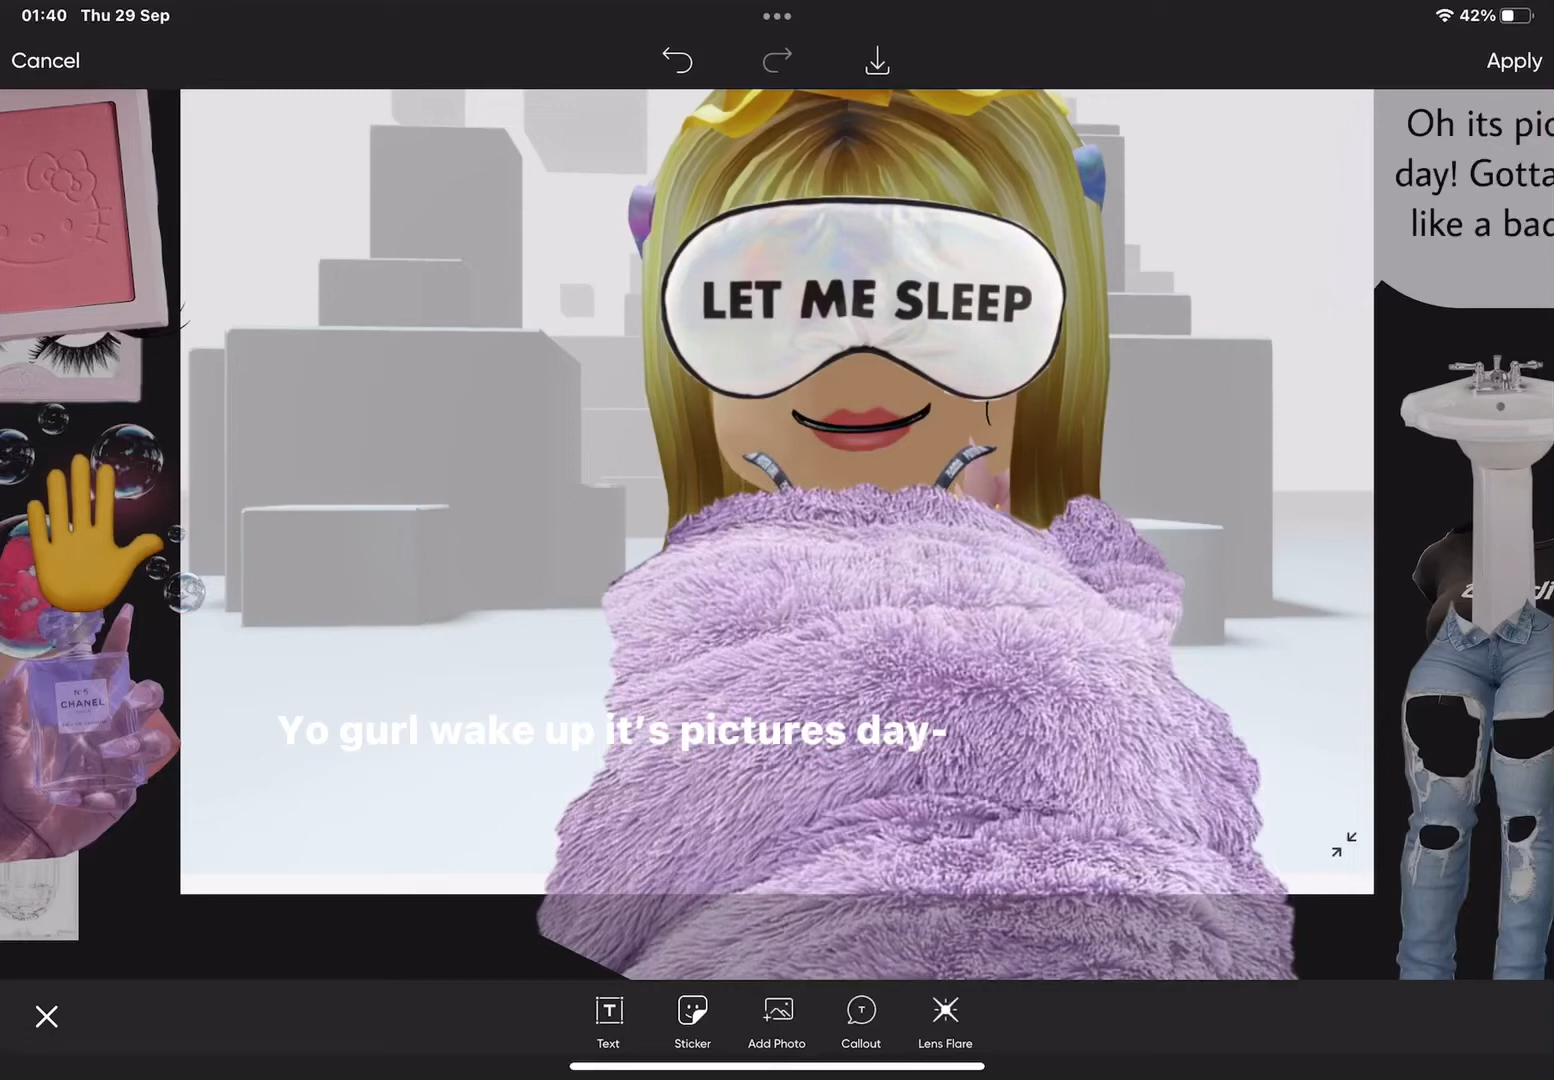 01:40 Thu 29 Sep
42%
Cancel
Apply
Oh its pic
day! Gotta
like a bad
LET ME SLEEP
N°5
CHANEL
Yo gurl wake up it's pictures day-
T
T
Text
Sticker
Add Photo
Callout
Lens Flare